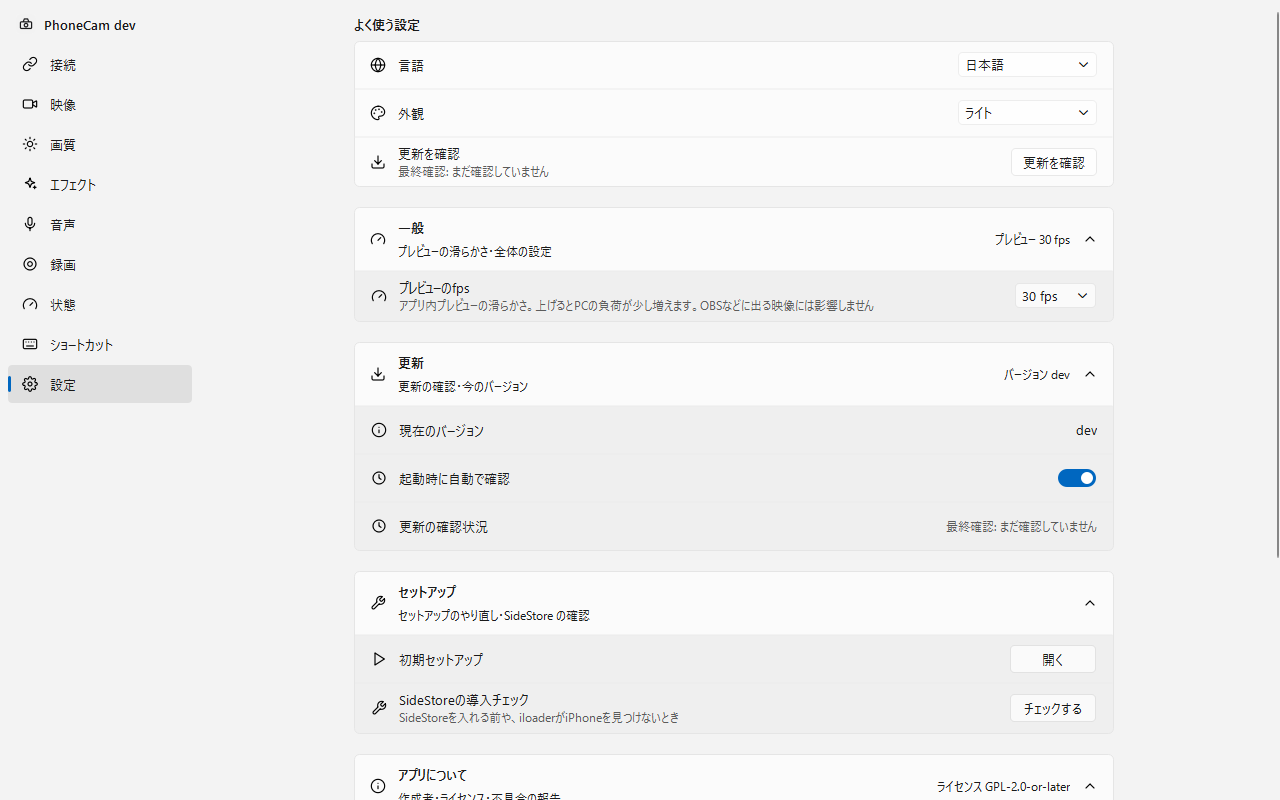 PhoneCam dev
接続
映像
画質
エフェクト
音声
録画
状態
ショートカット
設定
よく使う設定
言語
日本語
外観
ライト
更新を確認
最終確認: まだ確認していません
更新を確認
一般
プレビューの滑らかさ・全体の設定
プレビュー 30 fps
プレビューのfps
アプリ内プレビューの滑らかさ。上げるとPCの負荷が少し増えます。OBSなどに出る映像には影響しません
30 fps
更新
更新の確認・今のバージョン
バージョン dev
現在のバージョン
dev
起動時に自動で確認
更新の確認状況
最終確認: まだ確認していません
セットアップ
セットアップのやり直し・SideStore の確認
初期セットアップ
開く
SideStoreの導入チェック
SideStoreを入れる前や、iloaderがiPhoneを見つけないとき
チェックする
アプリについて
作成者・ライセンス・不具合の報告
ライセンス GPL-2.0-or-later